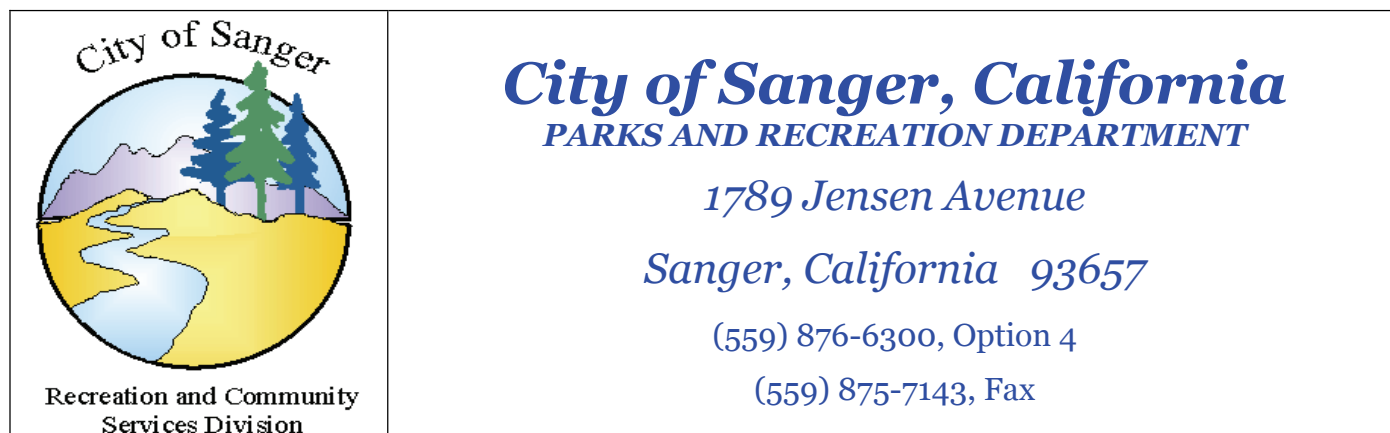 City of Sanger
Recreation and Community
Services Division
City of Sanger, California
PARKS AND RECREATION DEPARTMENT
1789 Jensen Avenue
Sanger, California 93657
(559) 876-6300, Option 4
(559) 875-7143, Fax